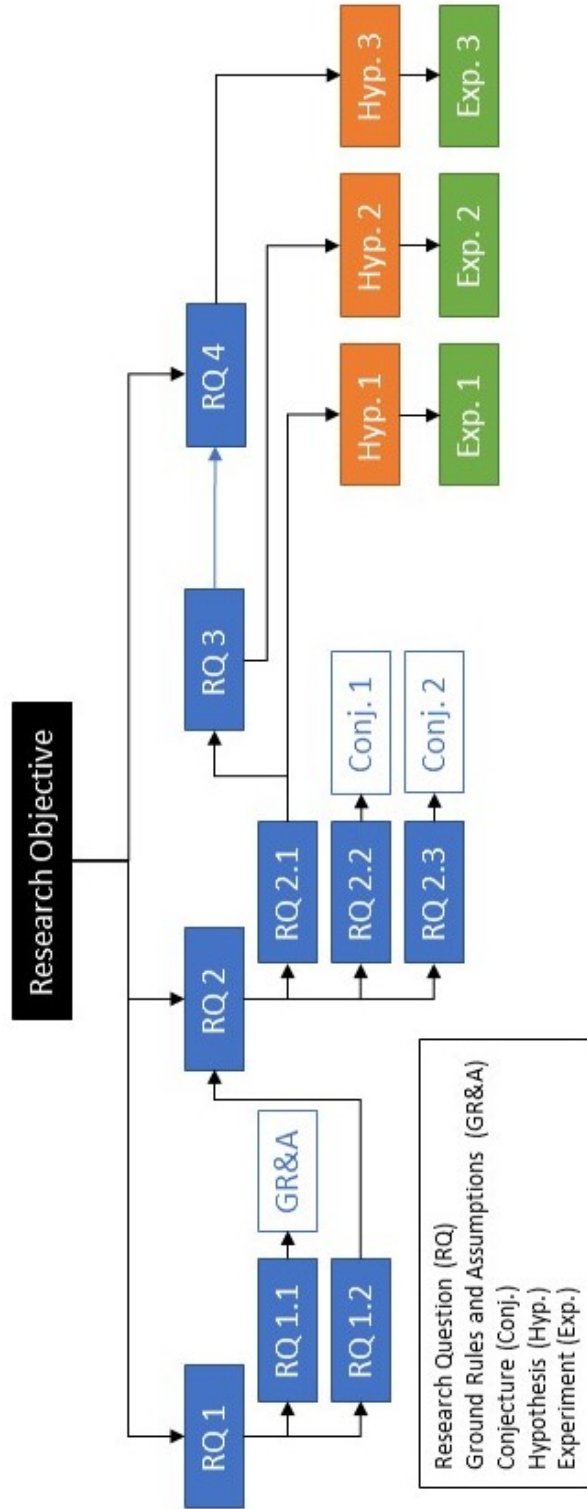 Research Objective
RQ 1
RQ 2
RQ 3
RQ 4
RQ 1.1
GR&A
RQ 1.2
RQ 2.1
RQ 2.2
Conj. 1
RQ 2.3
Conj. 2
Hyp. 1
Hyp. 2
Hyp. 3
Exp. 1
Exp. 2
Exp. 3
Research Question (RQ)
Ground Rules and Assumptions (GR&A)
Conjecture (Conj.)
Hypothesis (Hyp.)
Experiment (Exp.)